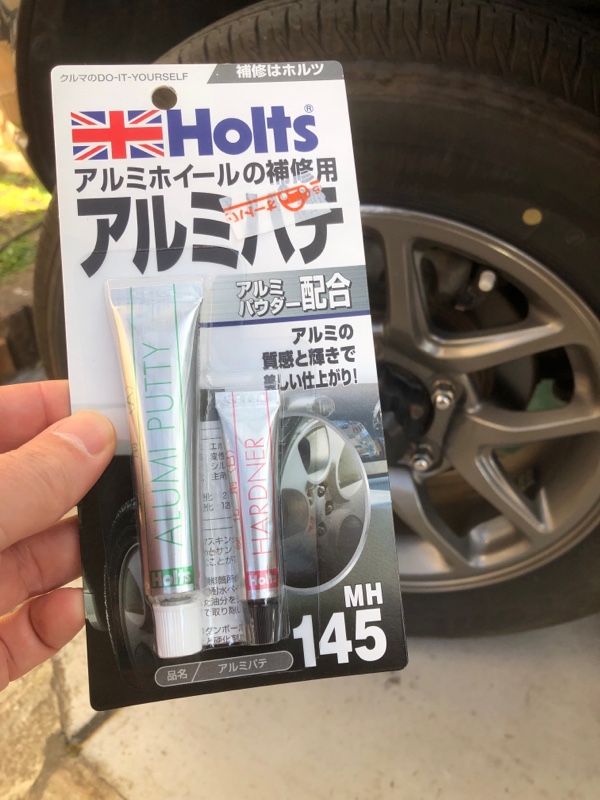 クルマのDO-IT-YOURSELF
補修はホルツ
Holts®
アルミホイールの補修用
アルミパテ
アルミ
パウダー配合
アルミの
質感と輝きで
美しい仕上がり!
ALUMI PUTTY
Holts
HARDNER
Holts
MH
145
品名 アルミパテ